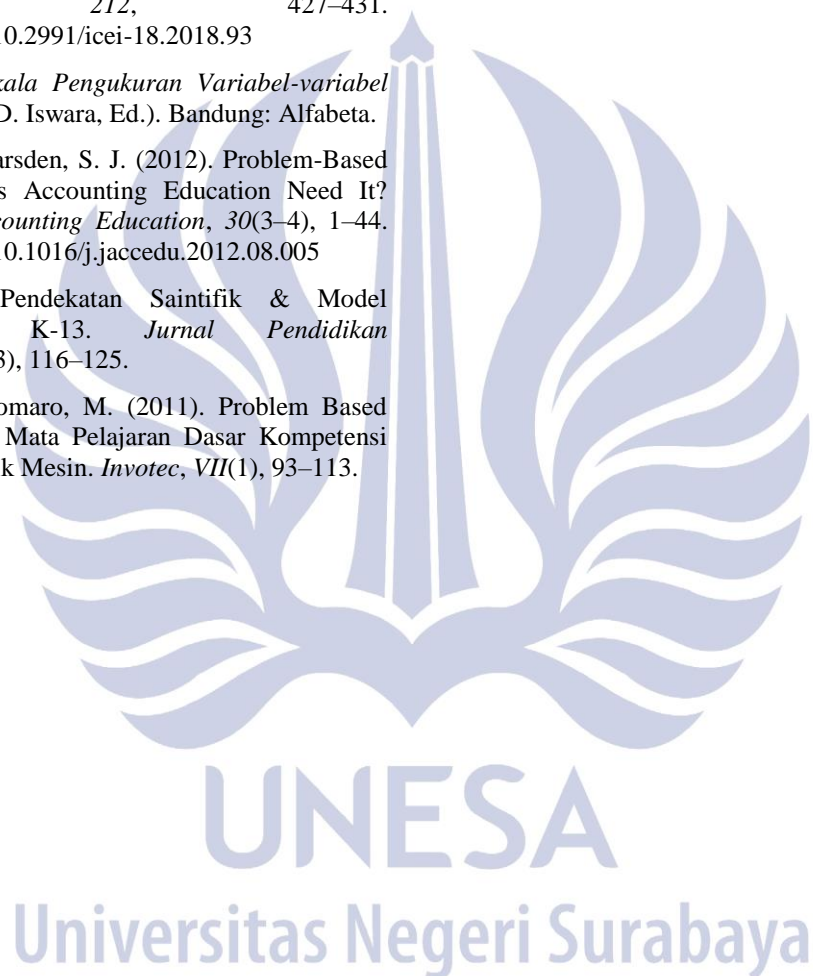 212, 427–431.
10.2991/icei-18.2018.93
kala Pengukuran Variabel-variabel
D. Iswara, Ed.). Bandung: Alfabeta.
arsden, S. J. (2012). Problem-Based
s Accounting Education Need It?
counting Education, 30(3–4), 1–44.
10.1016/j.jaccedu.2012.08.005
Pendekatan Saintifik & Model
K-13. Jurnal Pendidikan
3), 116–125.
omaro, M. (2011). Problem Based
Mata Pelajaran Dasar Kompetensi
k Mesin. Invotec, VII(1), 93–113.
UNESA
Universitas Negeri Surabaya